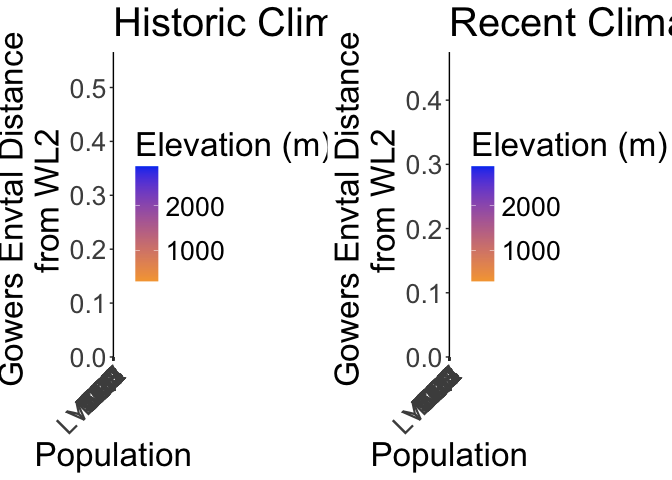 Historic Clim
Gowers Envtal Distance
from WL2
0.5
0.4
0.3
0.2
0.1
0.0
Elevation (m)
2000
1000
Population
Recent Clima
Gowers Envtal Distance
from WL2
0.4
0.3
0.2
0.1
0.0
Elevation (m)
2000
1000
Population